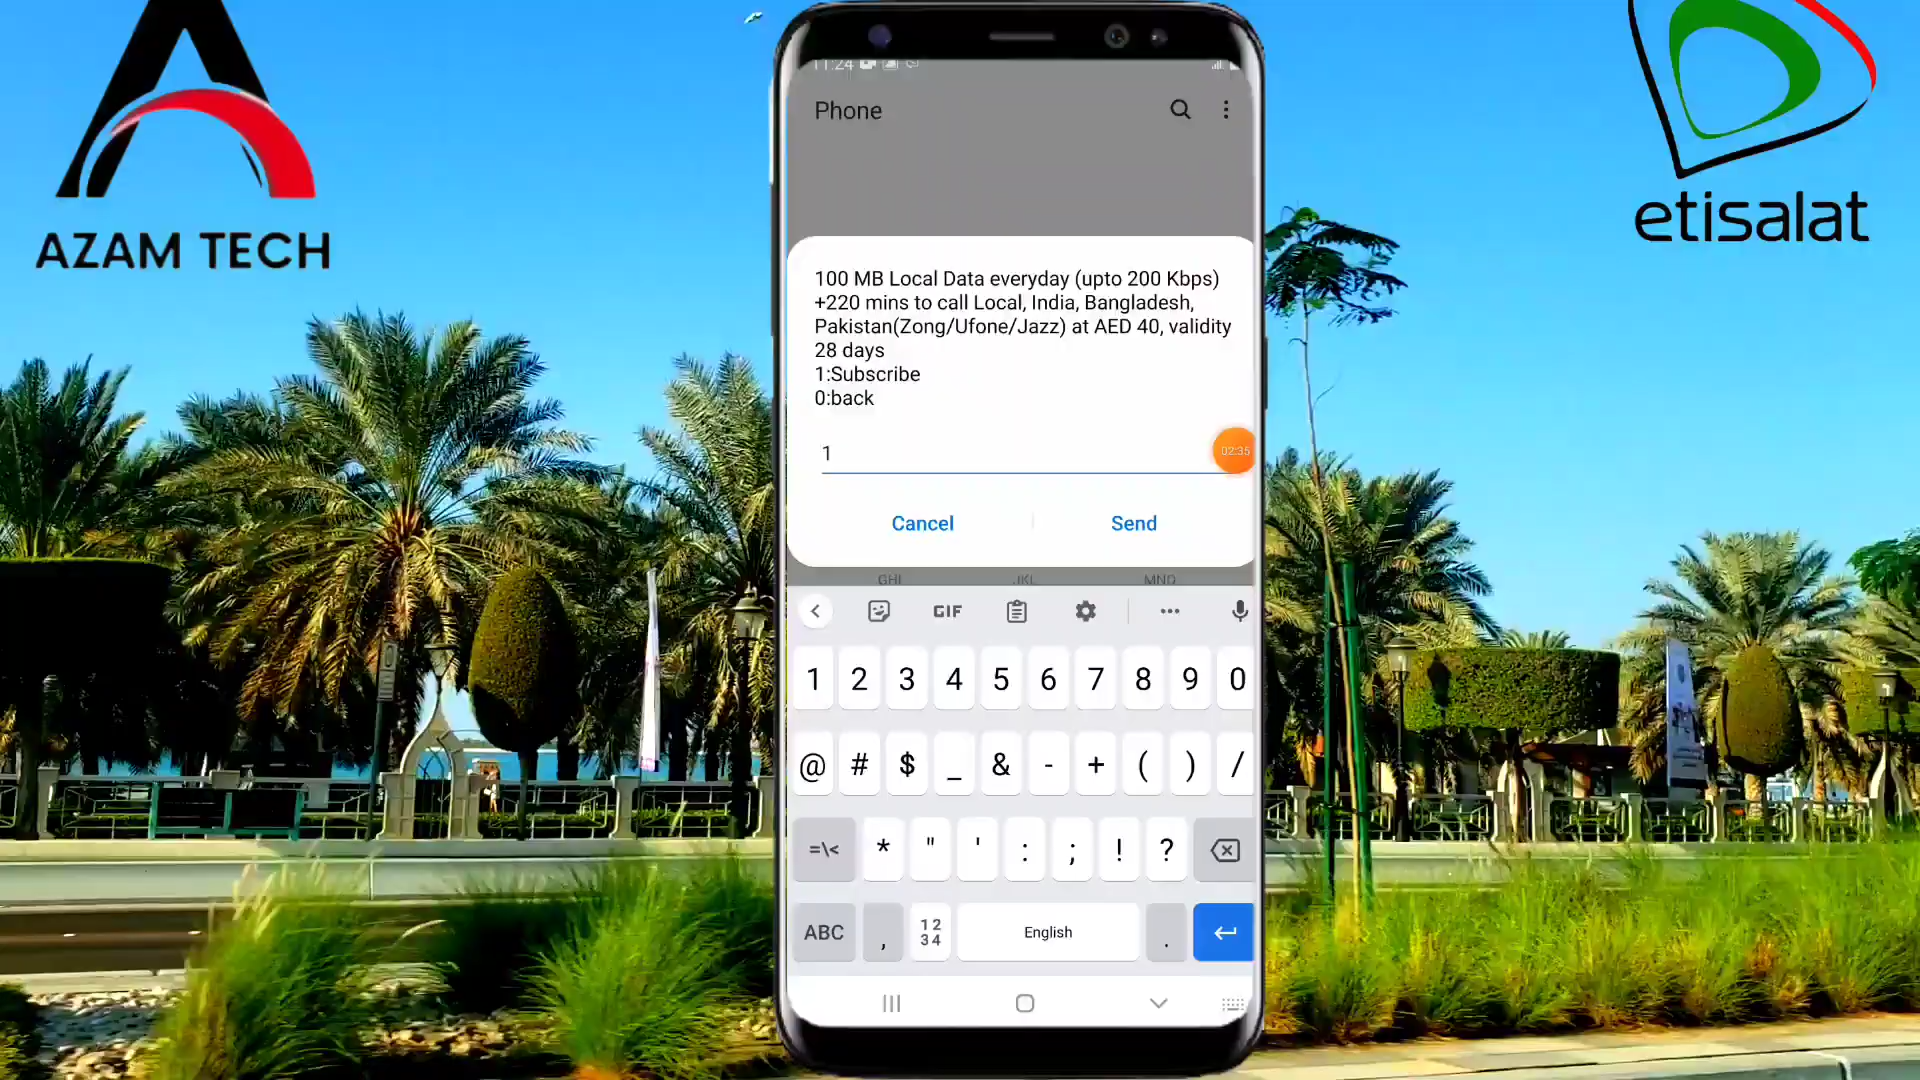 AZAM TECH
etisalat
11:24
Phone
100 MB Local Data everyday (upto 200 Kbps)
+220 mins to call Local, India, Bangladesh,
Pakistan(Zong/Ufone/Jazz) at AED 40, validity
28 days
1:Subscribe
0:back
1
02:35
Cancel
Send
GHI
JKL
MNO
GIF
1 2 3 4 5 6 7 8 9 0
@ # $ _ & - + ( ) /
=\< * " ' : ; ! ?
ABC , 12 34 English .